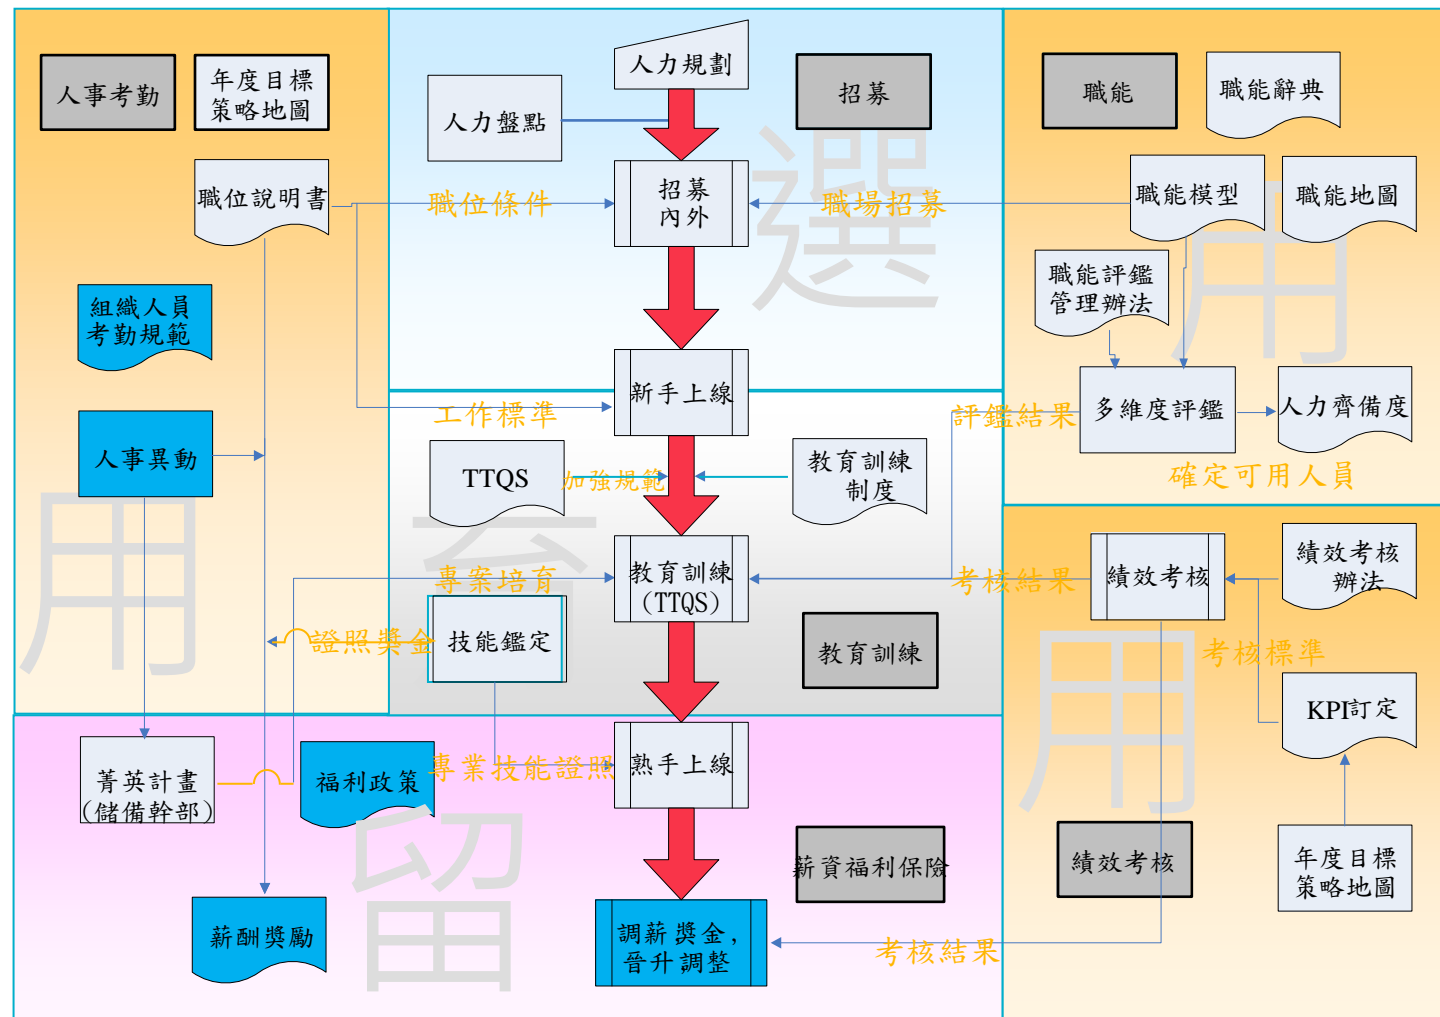 人力規劃
人事考勤
年度目標
策略地圖
人力盤點
招募
職能
職能辭典
選
職位說明書
職位條件
招募
內外
職場招募
職能模型
職能地圖
用
組織人員
考勤規範
職能評鑑
管理辦法
新手上線
工作標準
評鑑結果
多維度評鑑
人力齊備度
確定可用人員
人事異動
用
TTQS
加強規範
教育訓練
制度
育
專案培育
教育訓練
(TTQS)
考核結果
績效考核
績效考核
辦法
證照獎金
技能鑑定
教育訓練
用
考核標準
KPI訂定
菁英計畫
(儲備幹部)
福利政策
專業技能證照
熟手上線
留
薪資福利保險
績效考核
年度目標
策略地圖
薪酬獎勵
調薪獎金,
晉升調整
考核結果